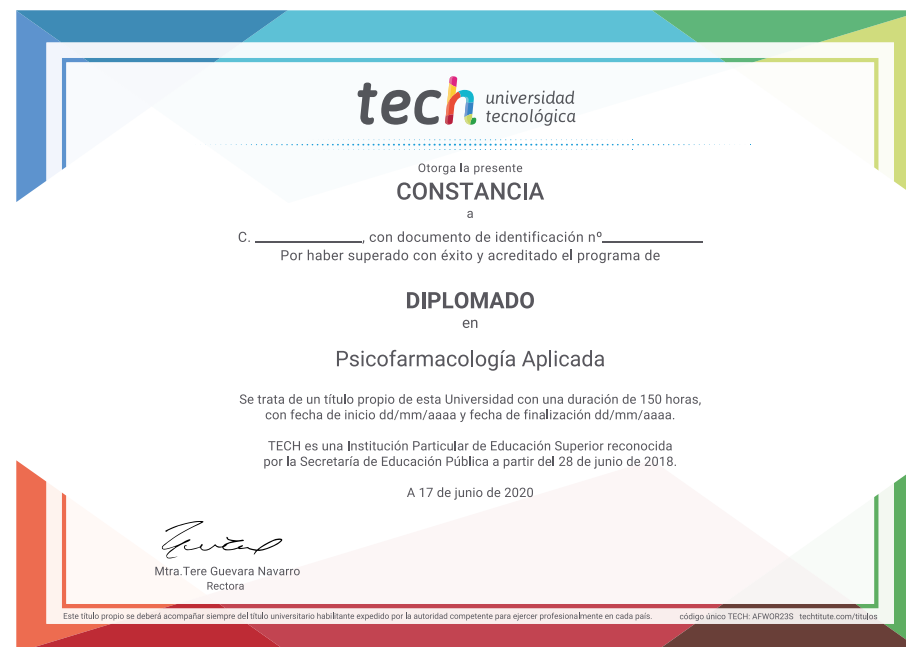 tech universidad
tecnológica
Otorga la presente
CONSTANCIA
a
C. ______________, con documento de identificación nº_____________
Por haber superado con éxito y acreditado el programa de
DIPLOMADO
en
Psicofarmacología Aplicada
Se trata de un título propio de esta Universidad con una duración de 150 horas,
con fecha de inicio dd/mm/aaaa y fecha de finalización dd/mm/aaaa.
TECH es una Institución Particular de Educación Superior reconocida
por la Secretaría de Educación Pública a partir del 28 de junio de 2018.
A 17 de junio de 2020
Mtra.Tere Guevara Navarro
Rectora
Este título propio se deberá acompañar siempre del título universitario habilitante expedido por la autoridad competente para ejercer profesionalmente en cada país. código único TECH: AFWOR23S techtitute.com/titulos